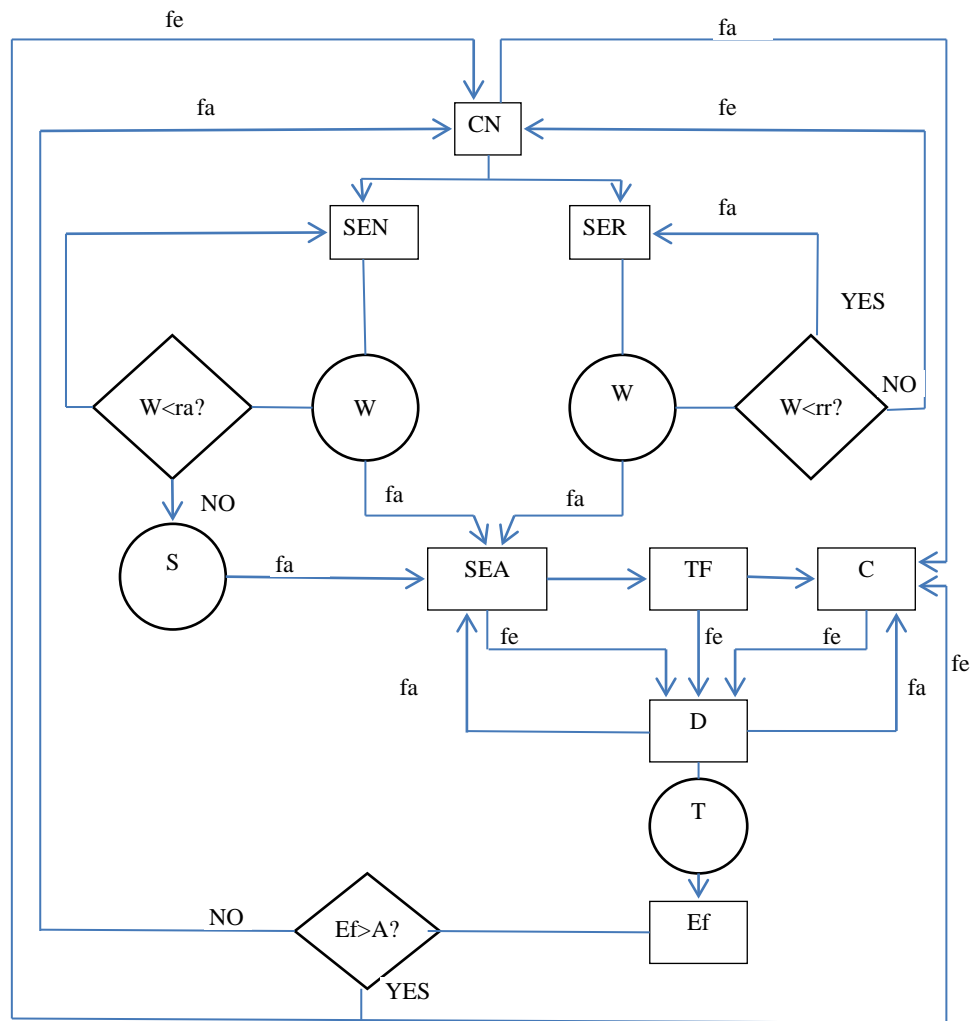 fe
fa
fa
fe
CN
SEN
SER
fa
YES
W<ra?
W
W
W<rr?
NO
NO
fa
fa
S
fa
SEA
TF
C
fe
fe
fe
fe
fa
fa
D
T
NO
Ef>A?
Ef
YES